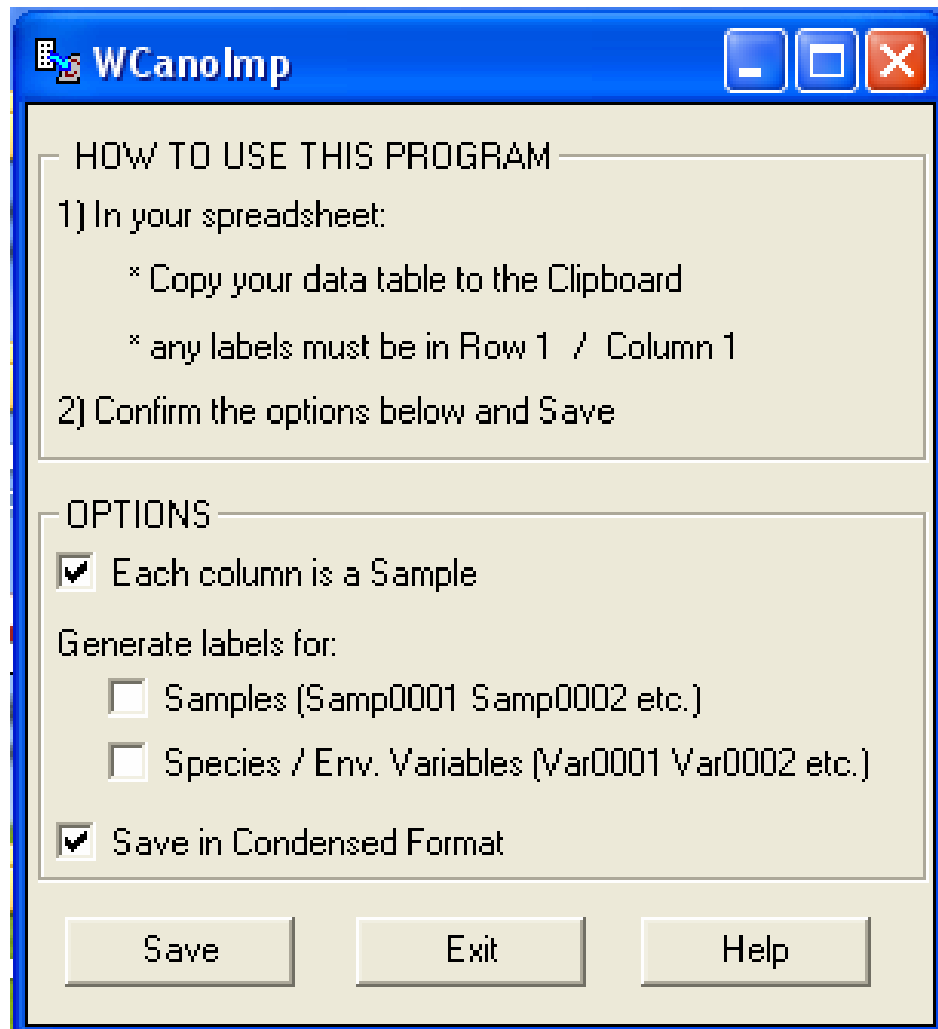 WCanoImp
HOW TO USE THIS PROGRAM
1) In your spreadsheet:
* Copy your data table to the Clipboard
* any labels must be in Row 1 / Column 1
2) Confirm the options below and Save
OPTIONS
Each column is a Sample
Generate labels for:
Samples (Samp0001 Samp0002 etc.)
Species / Env. Variables (Var0001 Var0002 etc.)
Save in Condensed Format
Save Exit Help